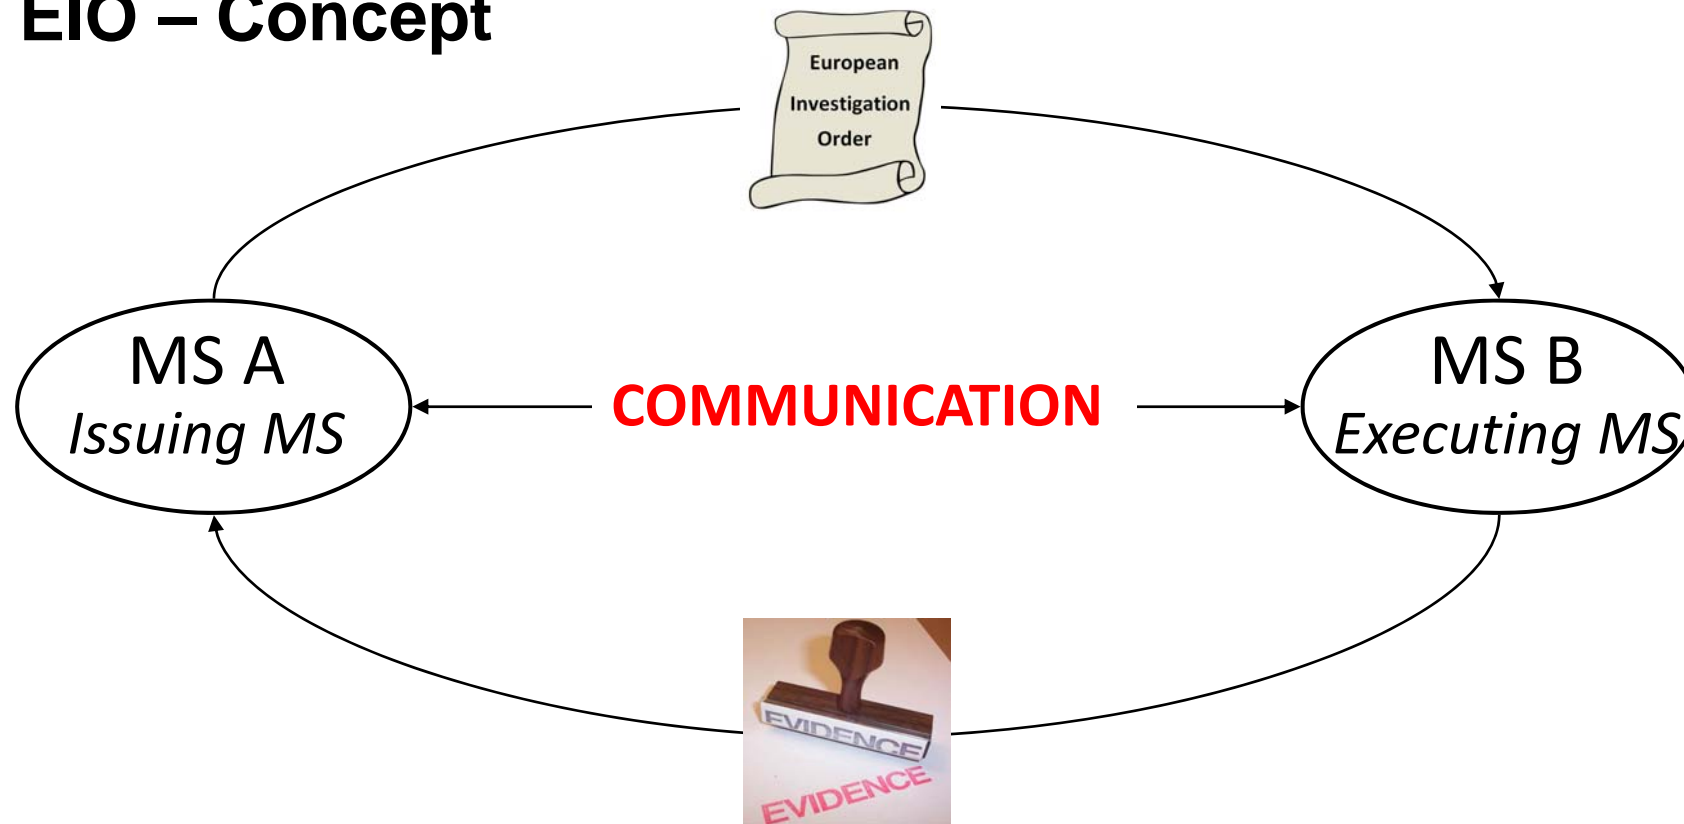 EIO – Concept
European
Investigation
Order
MS A
Issuing MS
COMMUNICATION
MS B
Executing MS
EVIDENCE
EVIDENCE